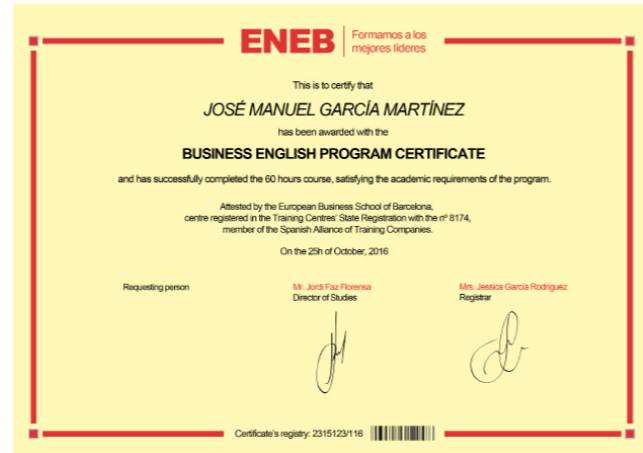 ENEB
Formamos a los
mejores líderes
This is to certify that
JOSÉ MANUEL GARCÍA MARTÍNEZ
has been awarded with the
BUSINESS ENGLISH PROGRAM CERTIFICATE
and has successfully completed the 60 hours course, satisfying the academic requirements of the program.
Attested by the European Business School of Barcelona,
centre registered in the Training Centres' State Registration with the nº 8174,
member of the Spanish Alliance of Training Companies.
On the 25h of October, 2016
Requesting person
Mr. Jordi Faz Florensa
Director of Studies
Mrs. Jessica García Rodríguez
Registrar
Certificate's registry: 2315123/116